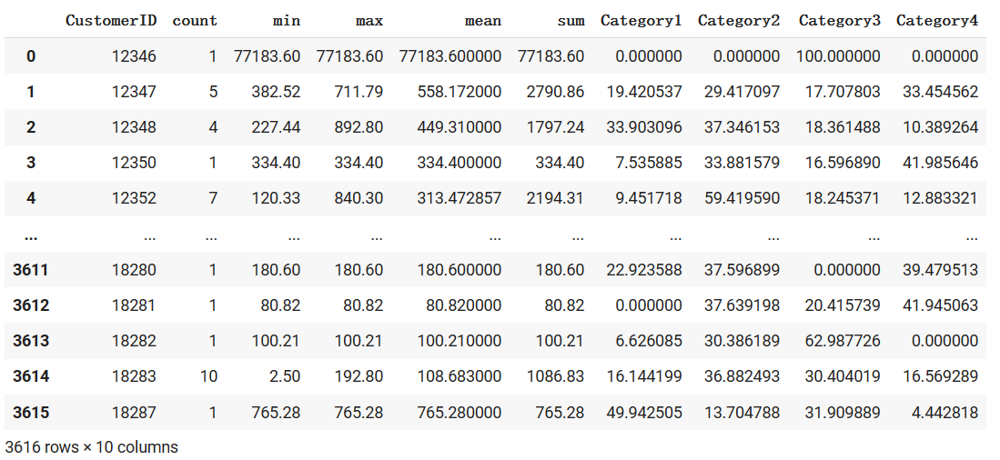 CustomerID count min max mean sum Category1 Category2 Category3 Category4
0 12346 1 77183.60 77183.60 77183.600000 77183.60 0.000000 0.000000 100.000000 0.000000
1 12347 5 382.52 711.79 558.172000 2790.86 19.420537 29.417097 17.707803 33.454562
2 12348 4 227.44 892.80 449.310000 1797.24 33.903096 37.346153 18.361488 10.389264
3 12350 1 334.40 334.40 334.400000 334.40 7.535885 33.881579 16.596890 41.985646
4 12352 7 120.33 840.30 313.472857 2194.31 9.451718 59.419590 18.245371 12.883321
... ... ... ... ... ... ... ... ... ... ...
3611 18280 1 180.60 180.60 180.600000 180.60 22.923588 37.596899 0.000000 39.479513
3612 18281 1 80.82 80.82 80.820000 80.82 0.000000 37.639198 20.415739 41.945063
3613 18282 1 100.21 100.21 100.210000 100.21 6.626085 30.386189 62.987726 0.000000
3614 18283 10 2.50 192.80 108.683000 1086.83 16.144199 36.882493 30.404019 16.569289
3615 18287 1 765.28 765.28 765.280000 765.28 49.942505 13.704788 31.909889 4.442818
3616 rows × 10 columns